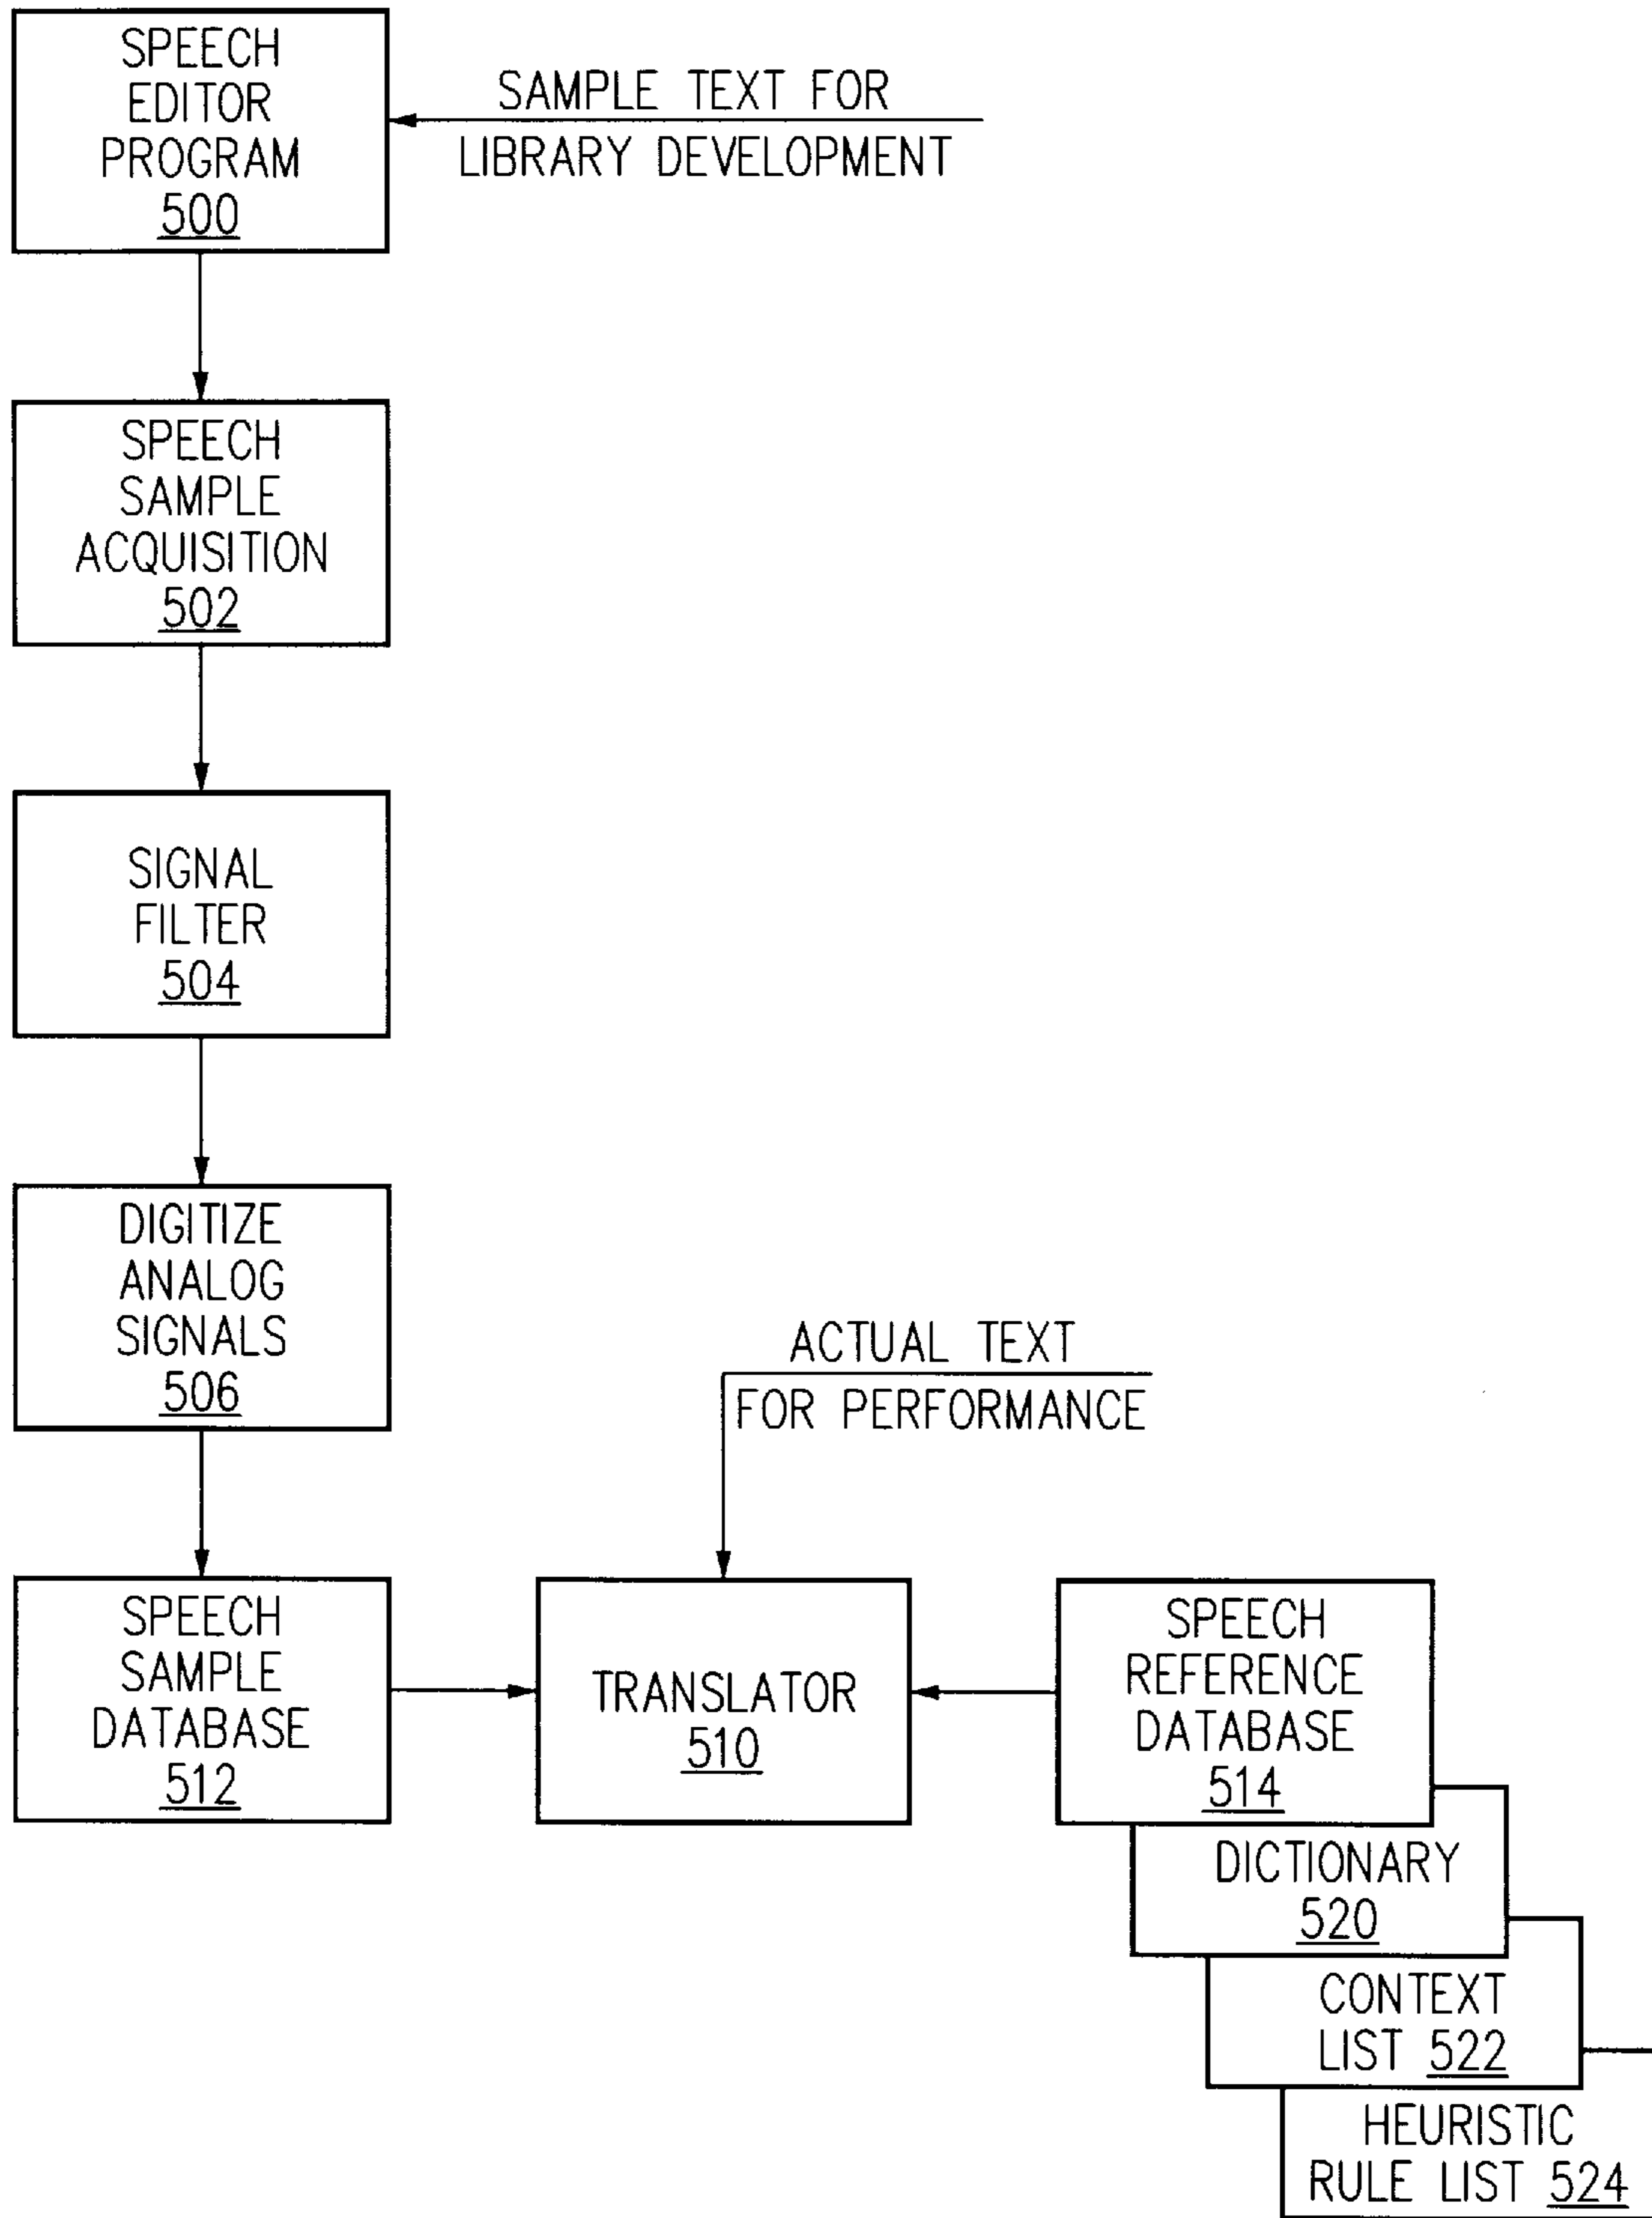 SPEECH
EDITOR
PROGRAM
500
SAMPLE TEXT FOR
LIBRARY DEVELOPMENT
SPEECH
SAMPLE
ACQUISITION
502
SIGNAL
FILTER
504
DIGITIZE
ANALOG
SIGNALS
506
ACTUAL TEXT
FOR PERFORMANCE
SPEECH
SAMPLE
DATABASE
512
TRANSLATOR
510
SPEECH
REFERENCE
DATABASE
514
DICTIONARY
520
CONTEXT
LIST 522
HEURISTIC
RULE LIST 524